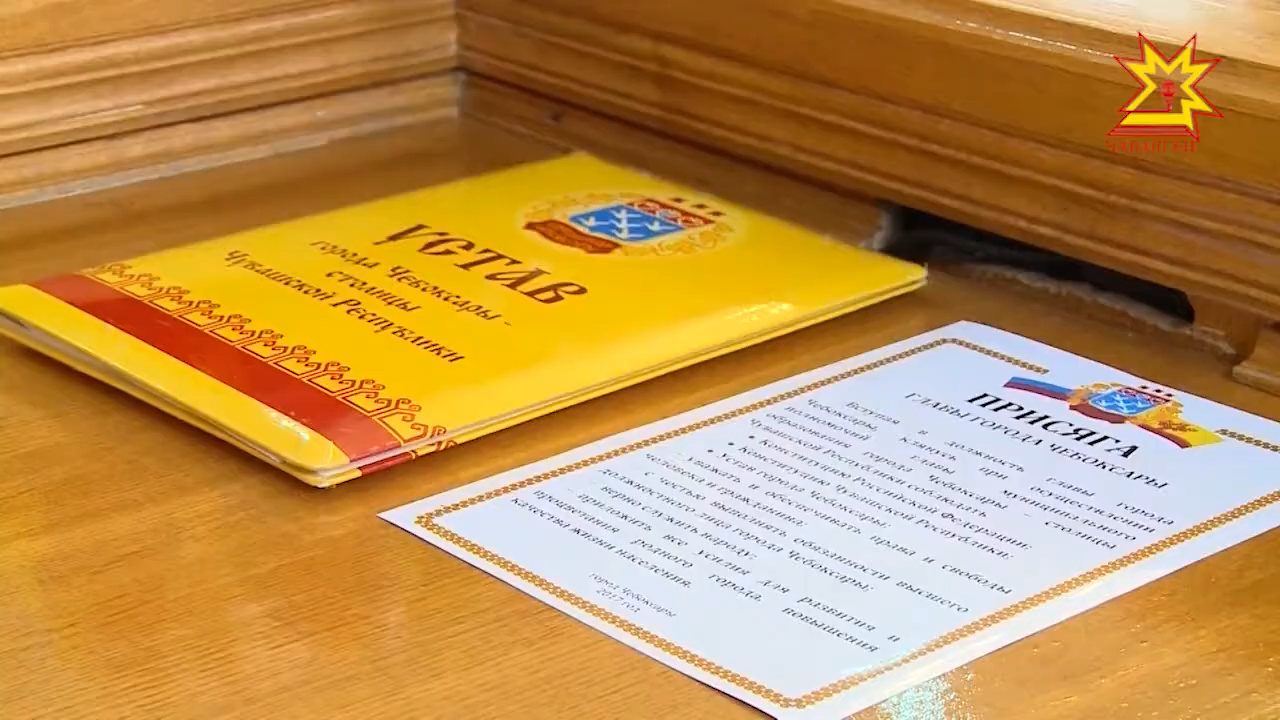 УСТАВ
города Чебоксары -
столицы
Чувашской Республики
ПРИСЯГА
ГЛАВЫ ГОРОДА ЧЕБОКСАРЫ
Вступая в должность главы города
Чебоксары, клянусь при осуществлении
полномочий главы муниципального
образования города Чебоксары – столицы
Чувашской Республики соблюдать
• Конституцию Российской Федерации;
• Конституцию Чувашской Республики;
• Устав города Чебоксары;
- уважать и обеспечивать права и свободы
человека и гражданина;
- с честью выполнять обязанности высшего
должностного лица города Чебоксары;
- верно служить народу;
- приложить все усилия для развития и
процветания родного города, повышения
качества жизни населения.
город Чебоксары
2017 год